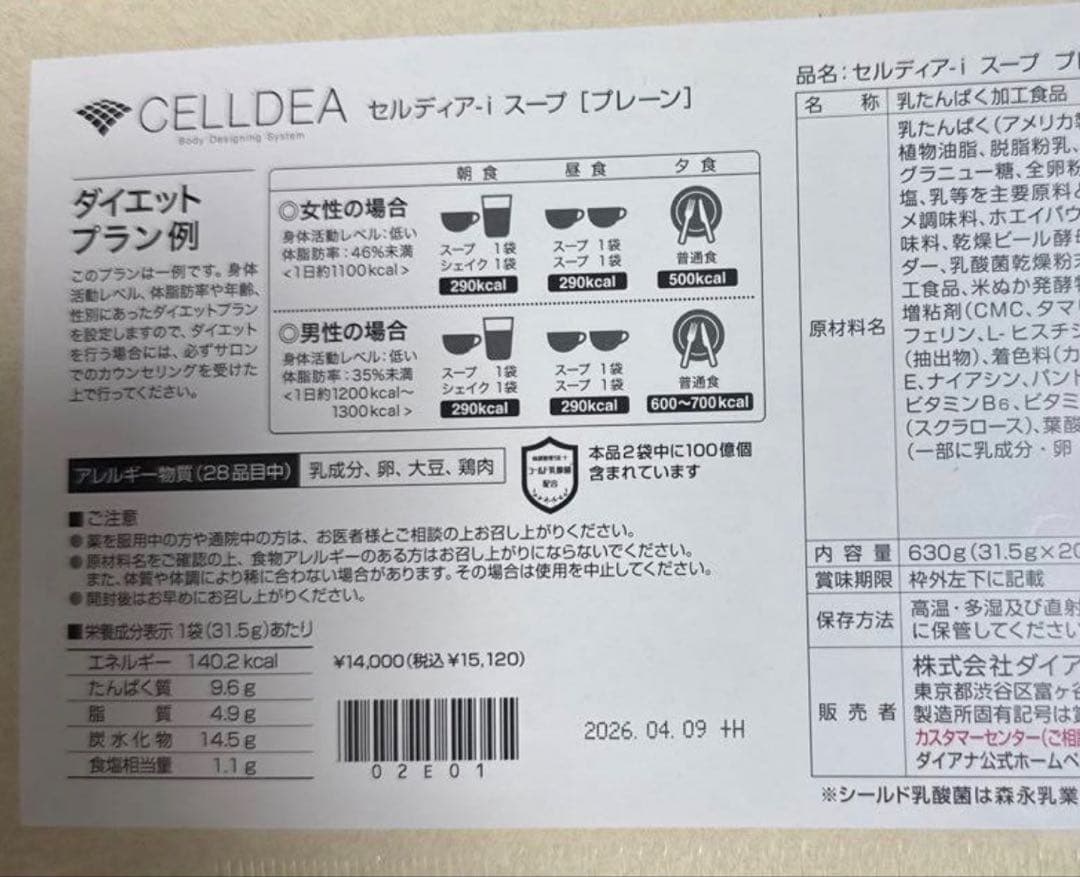 CELLDEA セルディア-i スープ [プレーン]
Body Designing System
ダイエット
プラン例
このプランは一例です。身体
活動レベル、体脂肪率や年齢、
性別にあったダイエットプラン
を設定しますので、ダイエット
を行う場合には、必ずサロン
でのカウンセリングを受けた
上で行ってください。
朝食 昼食 夕食
◎女性の場合
身体活動レベル:低い
体脂肪率:46%未満
<1日約1100kcal>
スープ 1袋
シェイク 1袋
290kcal
スープ 1袋
スープ 1袋
290kcal
普通食
500kcal
◎男性の場合
身体活動レベル:低い
体脂肪率:35%未満
<1日約1200kcal〜
1300kcal>
スープ 1袋
シェイク 1袋
290kcal
スープ 1袋
スープ 1袋
290kcal
普通食
600〜700kcal
アレルギー物質(28品目中) 乳成分、卵、大豆、鶏肉
シールド乳酸菌
配合
本品2袋中に100億個
含まれています
■ご注意
●薬を服用中の方や通院中の方は、お医者様とご相談の上お召し上がりください。
●原材料名をご確認の上、食物アレルギーのある方はお召し上がりにならないでください。
また、体質や体調により稀に合わない場合があります。その場合は使用を中止してください。
●開封後はお早めにお召し上がりください。
■栄養成分表示 1袋(31.5g)あたり
エネルギー 140.2kcal
たんぱく質 9.6g
脂質 4.9g
炭水化物 14.5g
食塩相当量 1.1g
¥14,000(税込¥15,120)
02E01
2026.04.09 +H
品名:セルディア-i スープ プ
名称 乳たんぱく加工食品
原材料名
乳たんぱく(アメリカ製
植物油脂、脱脂粉乳、
グラニュー糖、全卵粉
塩、乳等を主要原料と
メ調味料、ホエイパウ
味料、乾燥ビール酵母
ダー、乳酸菌乾燥粉末
工食品、米ぬか発酵物
増粘剤(CMC、タマリ
フェリン、L-ヒスチジ
(抽出物)、着色料(カ
E、ナイアシン、パント
ビタミンB6、ビタミ
(スクラロース)、葉酸
(一部に乳成分・卵
内容量 630g(31.5g×20
賞味期限 枠外左下に記載
保存方法 高温・多湿及び直射
に保管してください
販売者
株式会社ダイア
東京都渋谷区富ヶ谷
製造所固有記号は賞
カスタマーセンター(ご相談
ダイアナ公式ホームペ
※シールド乳酸菌は森永乳業